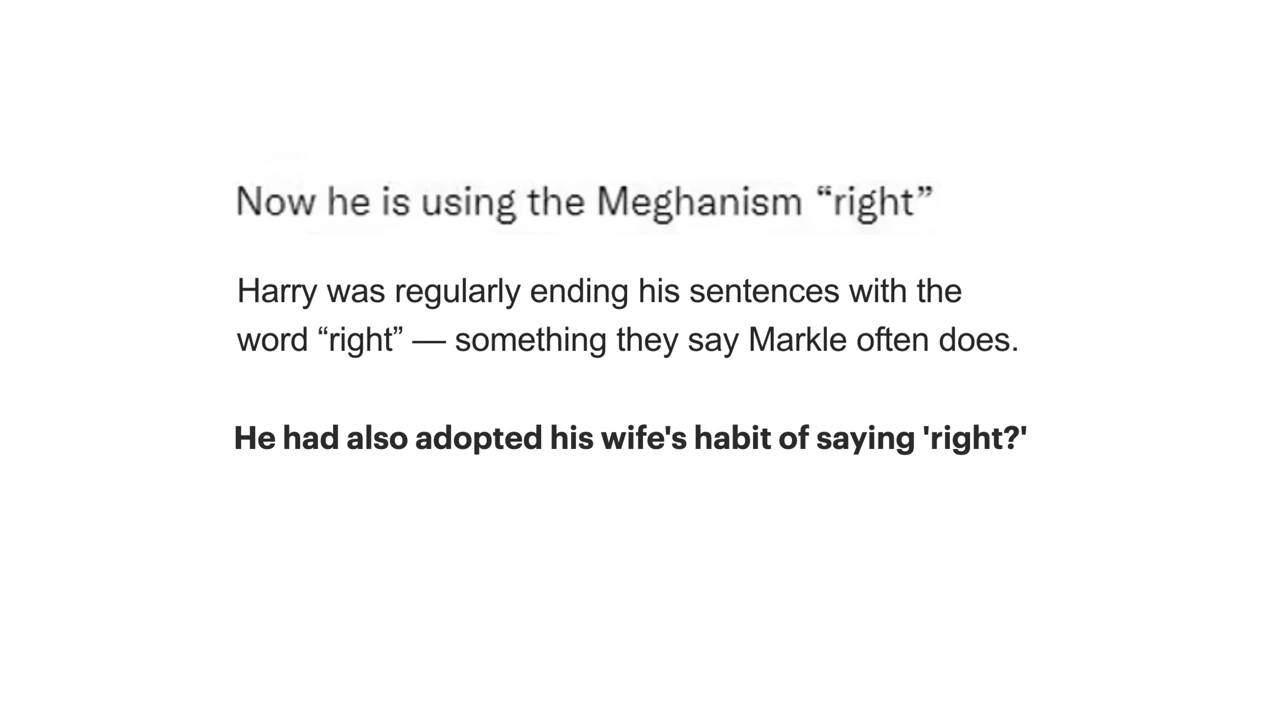 Now he is using the Meghanism “right”
Harry was regularly ending his sentences with the
word “right” — something they say Markle often does.
He had also adopted his wife's habit of saying 'right?'